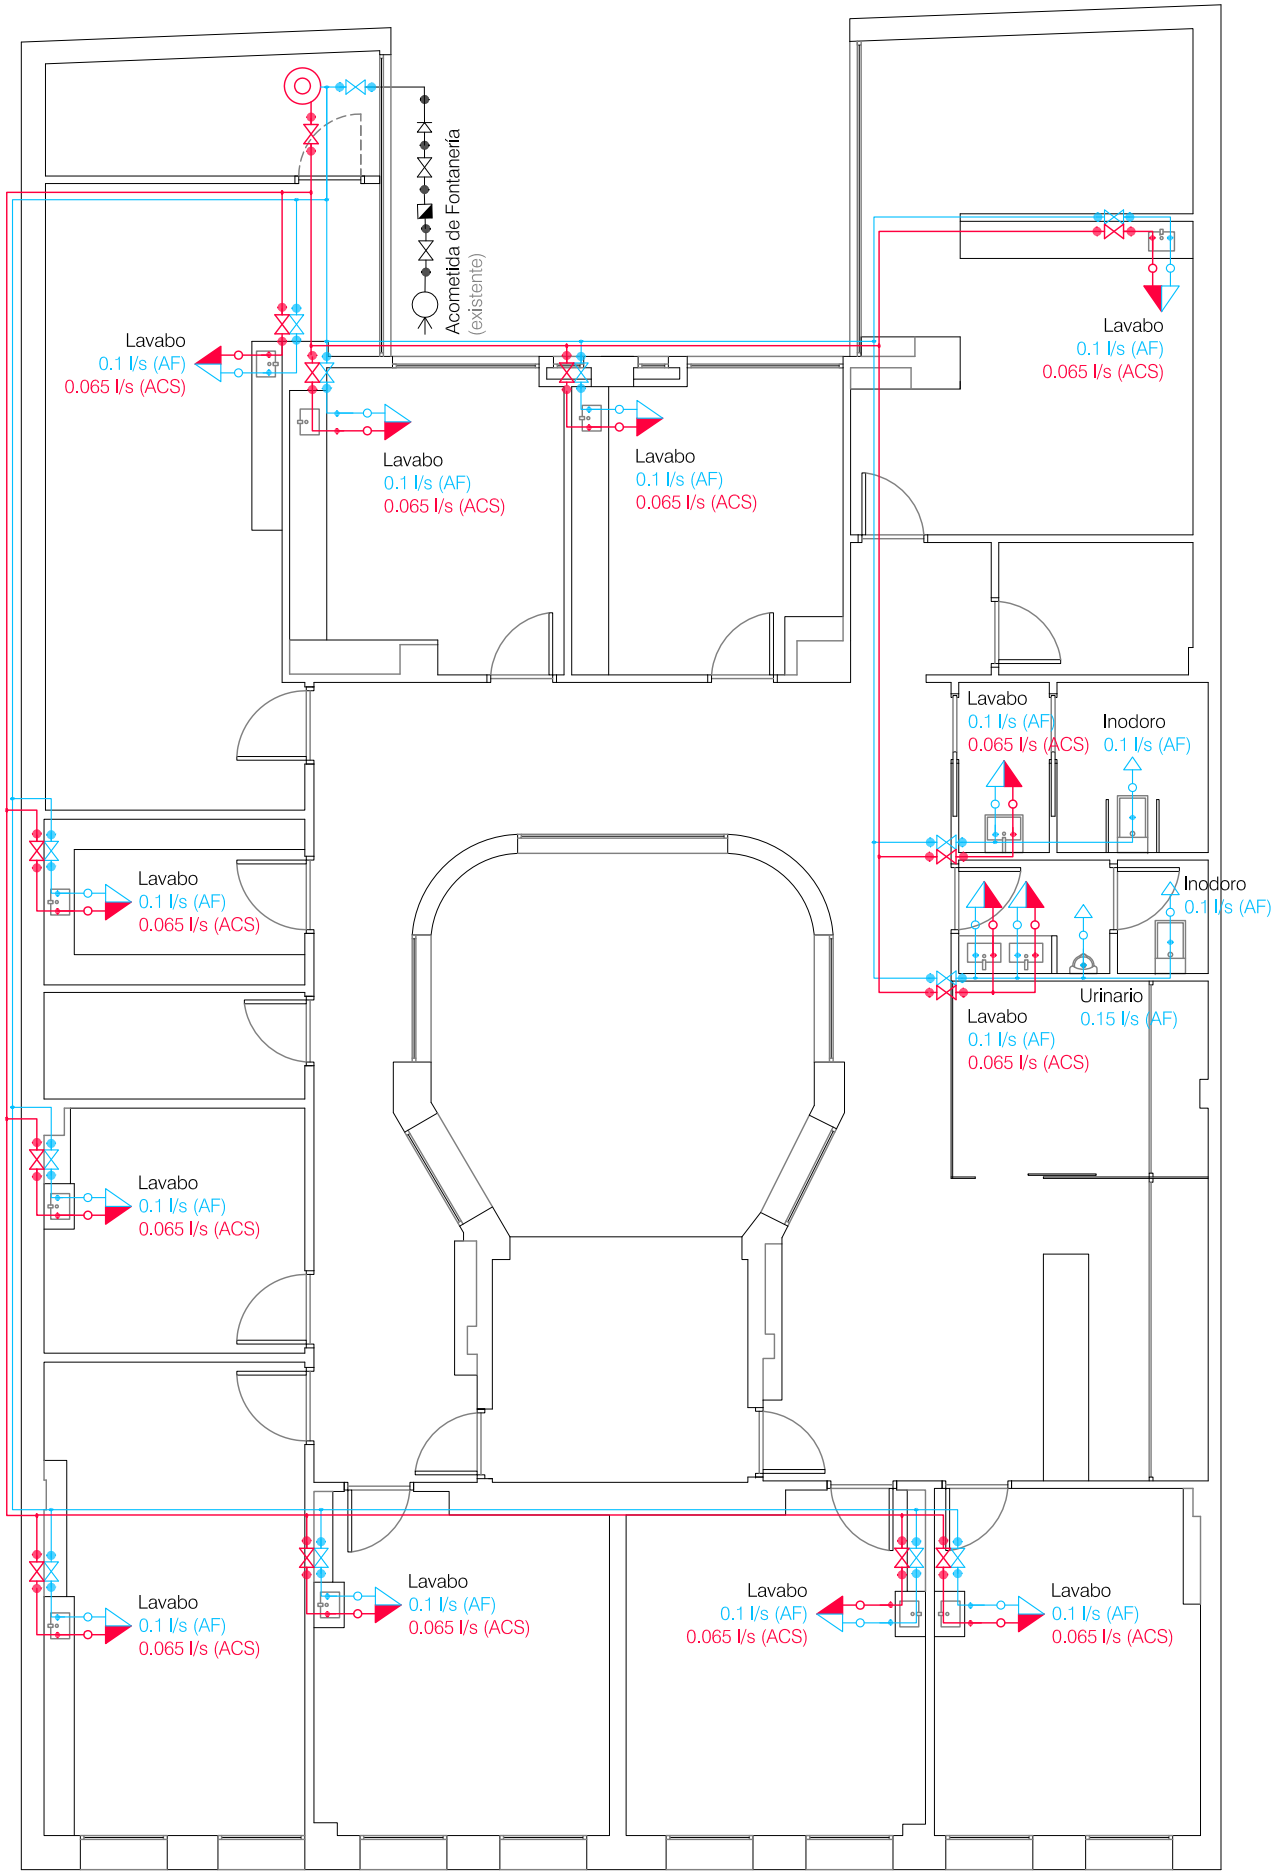 Acometida de Fontanería
(existente)
Lavabo
0.1 l/s (AF)
0.065 l/s (ACS)
Lavabo
0.1 l/s (AF)
0.065 l/s (ACS)
Lavabo
0.1 l/s (AF)
0.065 l/s (ACS)
Lavabo
0.1 l/s (AF)
0.065 l/s (ACS)
Lavabo
0.1 l/s (AF)
0.065 l/s (ACS)
Inodoro
0.1 l/s (AF)
Lavabo
0.1 l/s (AF)
0.065 l/s (ACS)
Inodoro
0.1 l/s (AF)
Lavabo
0.1 l/s (AF)
0.065 l/s (ACS)
Urinario
0.15 l/s (AF)
Lavabo
0.1 l/s (AF)
0.065 l/s (ACS)
Lavabo
0.1 l/s (AF)
0.065 l/s (ACS)
Lavabo
0.1 l/s (AF)
0.065 l/s (ACS)
Lavabo
0.1 l/s (AF)
0.065 l/s (ACS)
Lavabo
0.1 l/s (AF)
0.065 l/s (ACS)